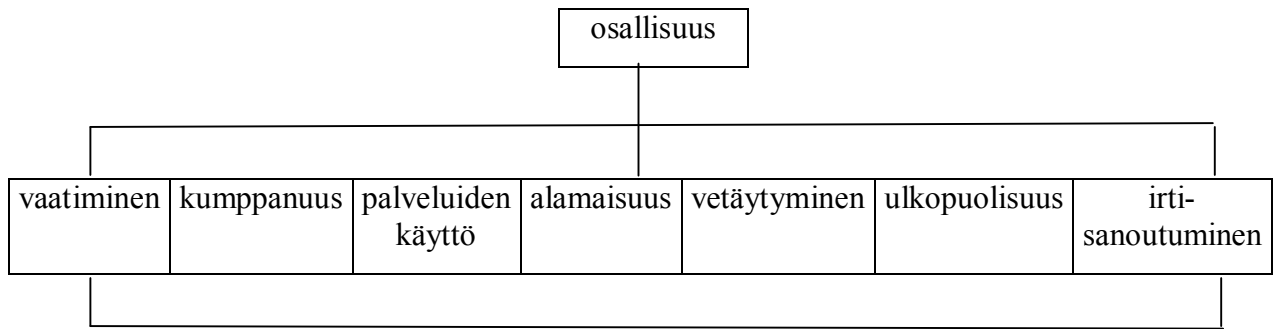 osallisuus
vaatiminen kumppanuus palveluiden käyttö alamaisuus vetäytyminen ulkopuolisuus irti-
sanoutuminen